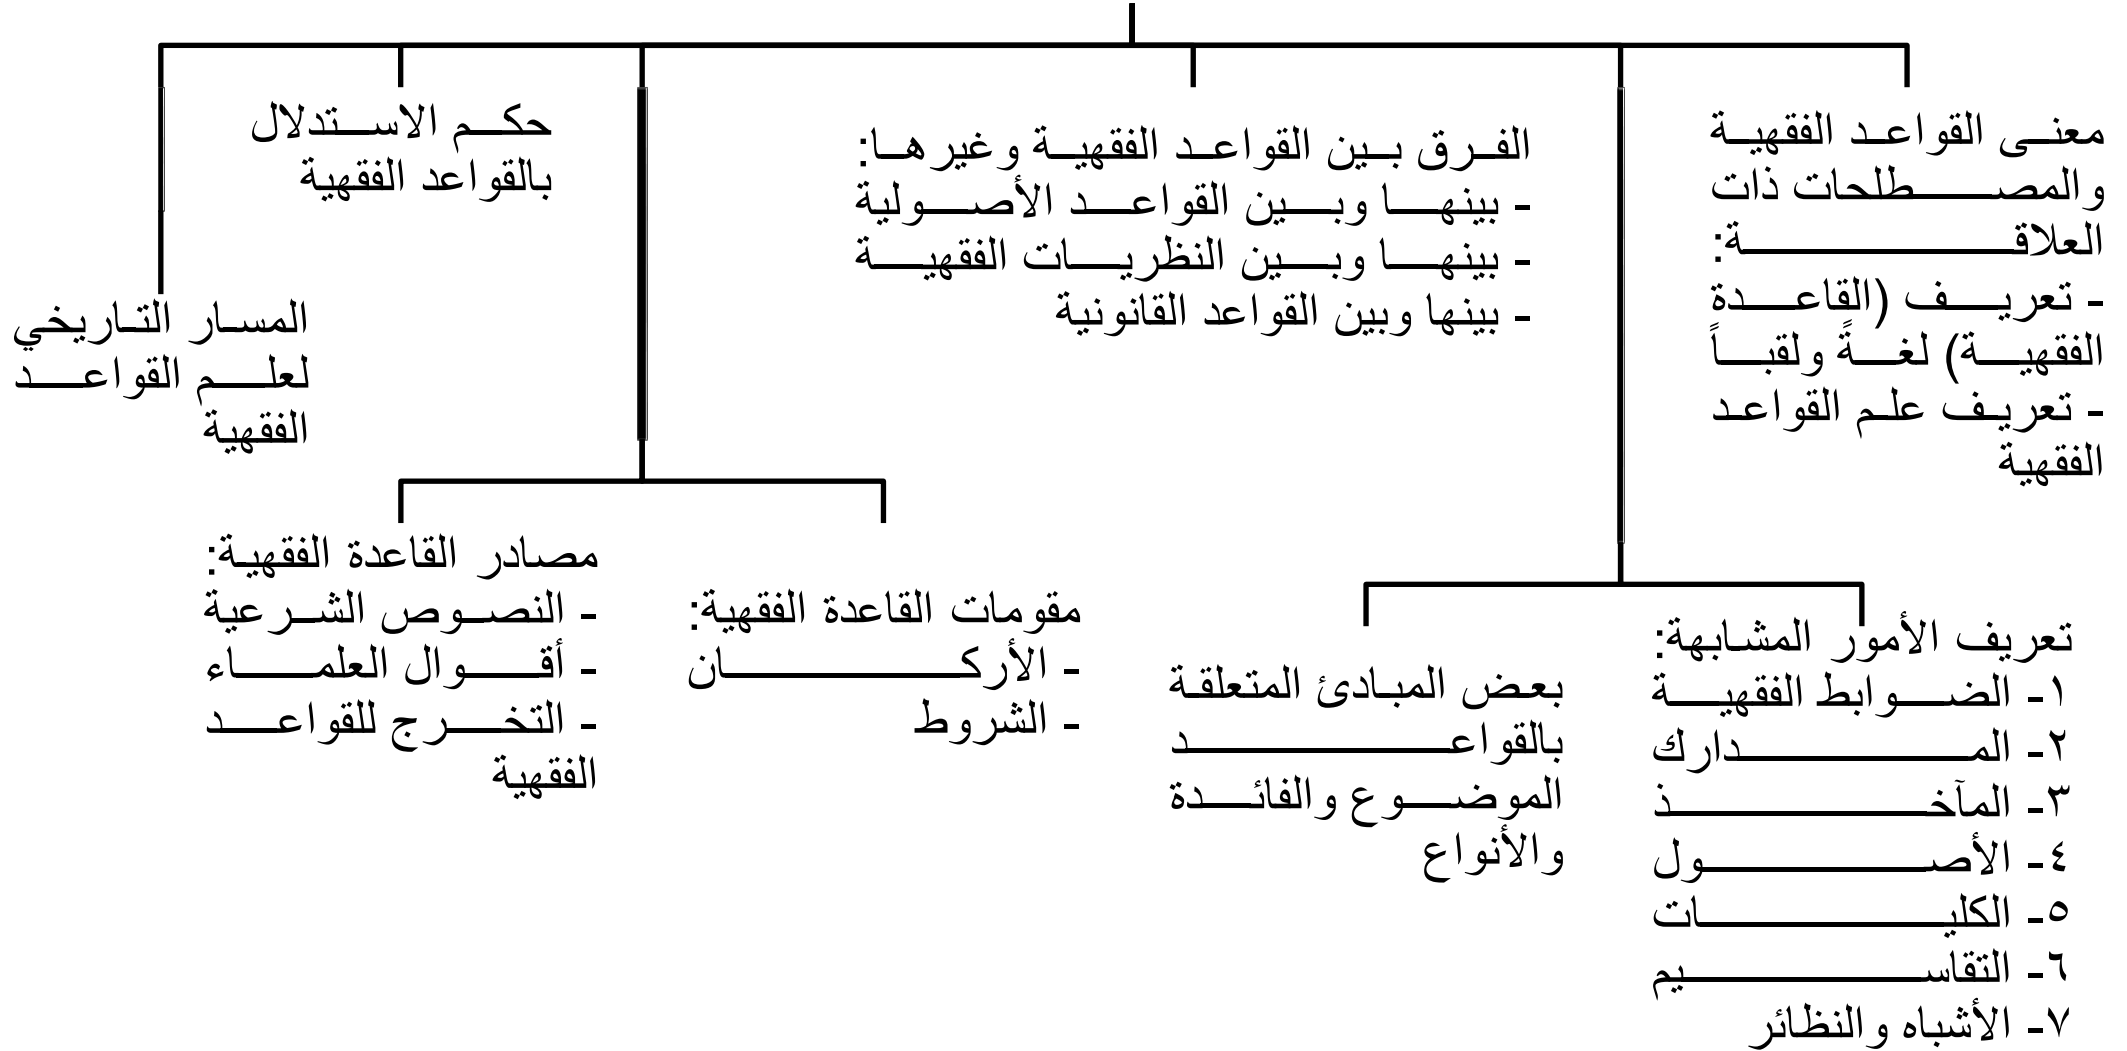 معنى القواعد الفقهية
والمصطلحات ذات
العلاقة:
- تعريف (القاعدة
الفقهية) لغةً ولقباً
- تعريف علم القواعد
الفقهية
الفرق بين القواعد الفقهية وغيرها:
- بينها وبين القواعد الأصولية
- بينها وبين النظريات الفقهية
- بينها وبين القواعد القانونية
حكم الاستدلال
بالقواعد الفقهية
المسار التاريخي
لعلم القواعد
الفقهية
تعريف الأمور المشابهة:
١- الضوابط الفقهية
٢- المدارك
٣- المآخذ
٤- الأصول
٥- الكليات
٦- التقاسيم
٧- الأشباه والنظائر
بعض المبادئ المتعلقة
بالقواعد
الموضوع والفائدة
والأنواع
مقومات القاعدة الفقهية:
- الأركان
- الشروط
مصادر القاعدة الفقهية:
- النصوص الشرعية
- أقوال العلماء
- التخرج للقواعد
الفقهية